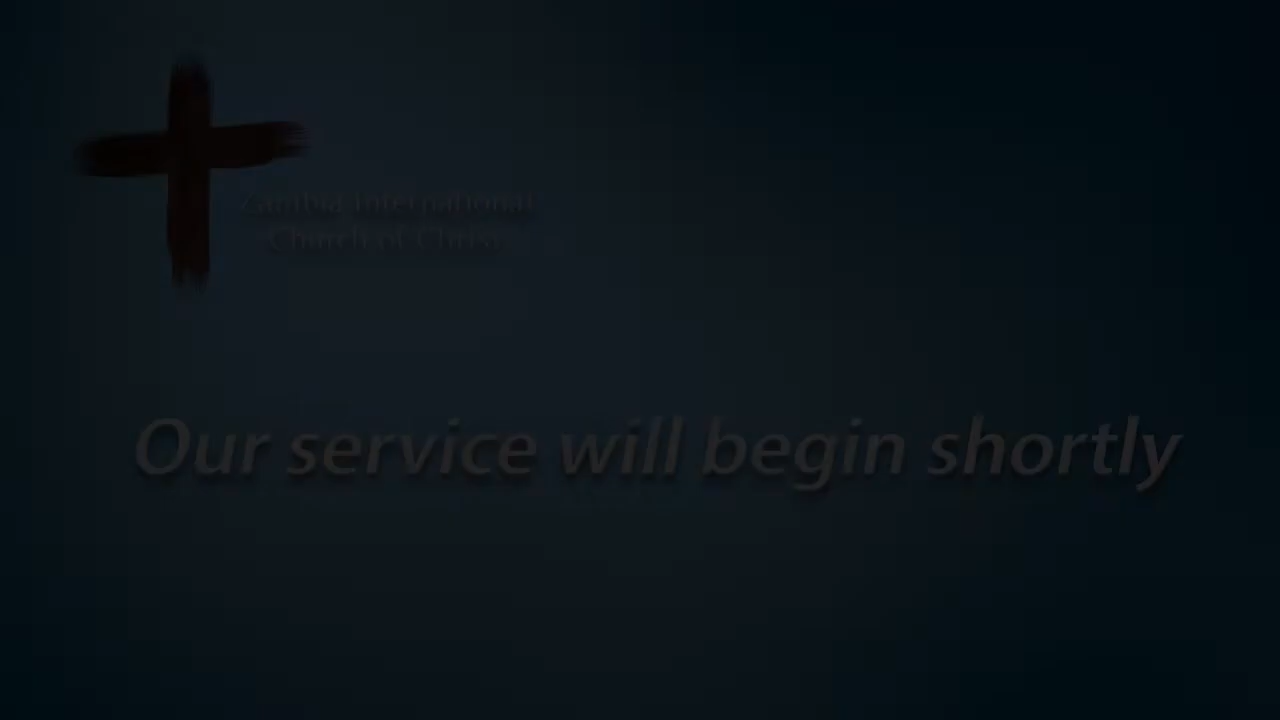 Zambia International
Church of Christ
Our service will begin shortly